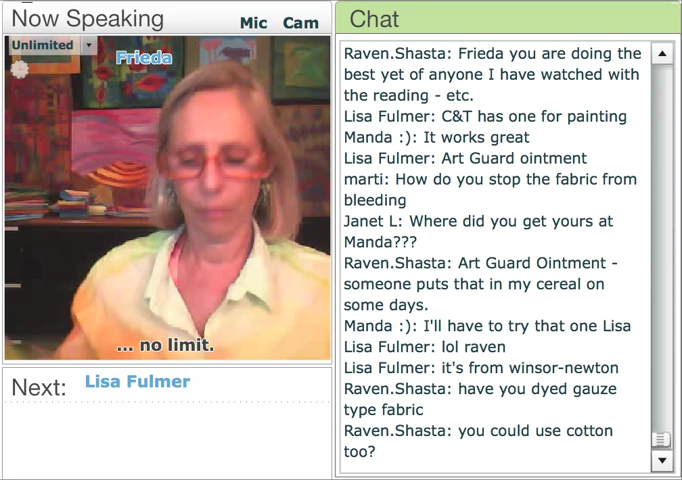 Now Speaking
Mic Cam
Unlimited
Frieda
... no limit.
Next: Lisa Fulmer
Chat
Raven.Shasta: Frieda you are doing the
best yet of anyone I have watched with
the reading - etc.
Lisa Fulmer: C&T has one for painting
Manda :): It works great
Lisa Fulmer: Art Guard ointment
marti: How do you stop the fabric from
bleeding
Janet L: Where did you get yours at
Manda???
Raven.Shasta: Art Guard Ointment -
someone puts that in my cereal on
some days.
Manda :): I'll have to try that one Lisa
Lisa Fulmer: lol raven
Lisa Fulmer: it's from winsor-newton
Raven.Shasta: have you dyed gauze
type fabric
Raven.Shasta: you could use cotton
too?